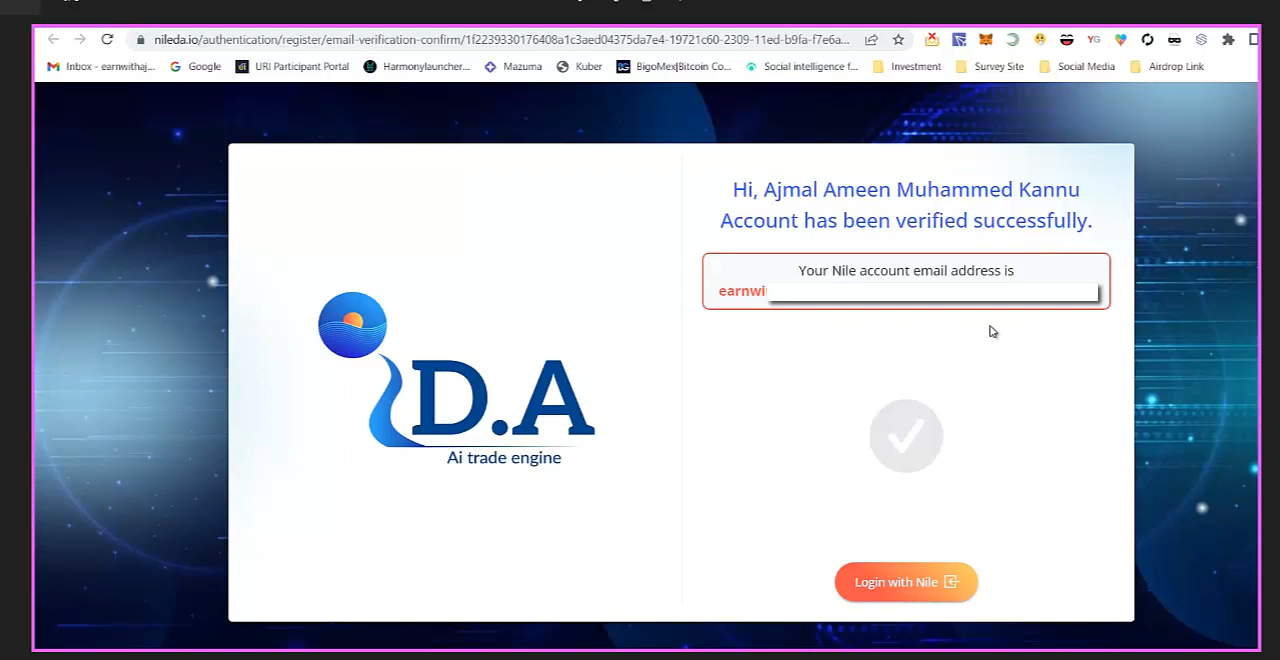 nileda.io/authentication/register/email-verification-confirm/1f2239330176408a1c3aed04375da7e4-19721c60-2309-11ed-b9fa-f7e6a...
Inbox - earnwithaj... Google URI Participant Portal Harmonylauncher... Mazuma Kuber BigoMex|Bitcoin Co... Social intelligence f... Investment Survey Site Social Media Airdrop Link
Hi, Ajmal Ameen Muhammed Kannu
Account has been verified successfully.
Your Nile account email address is
earnwi
D.A
Ai trade engine
Login with Nile